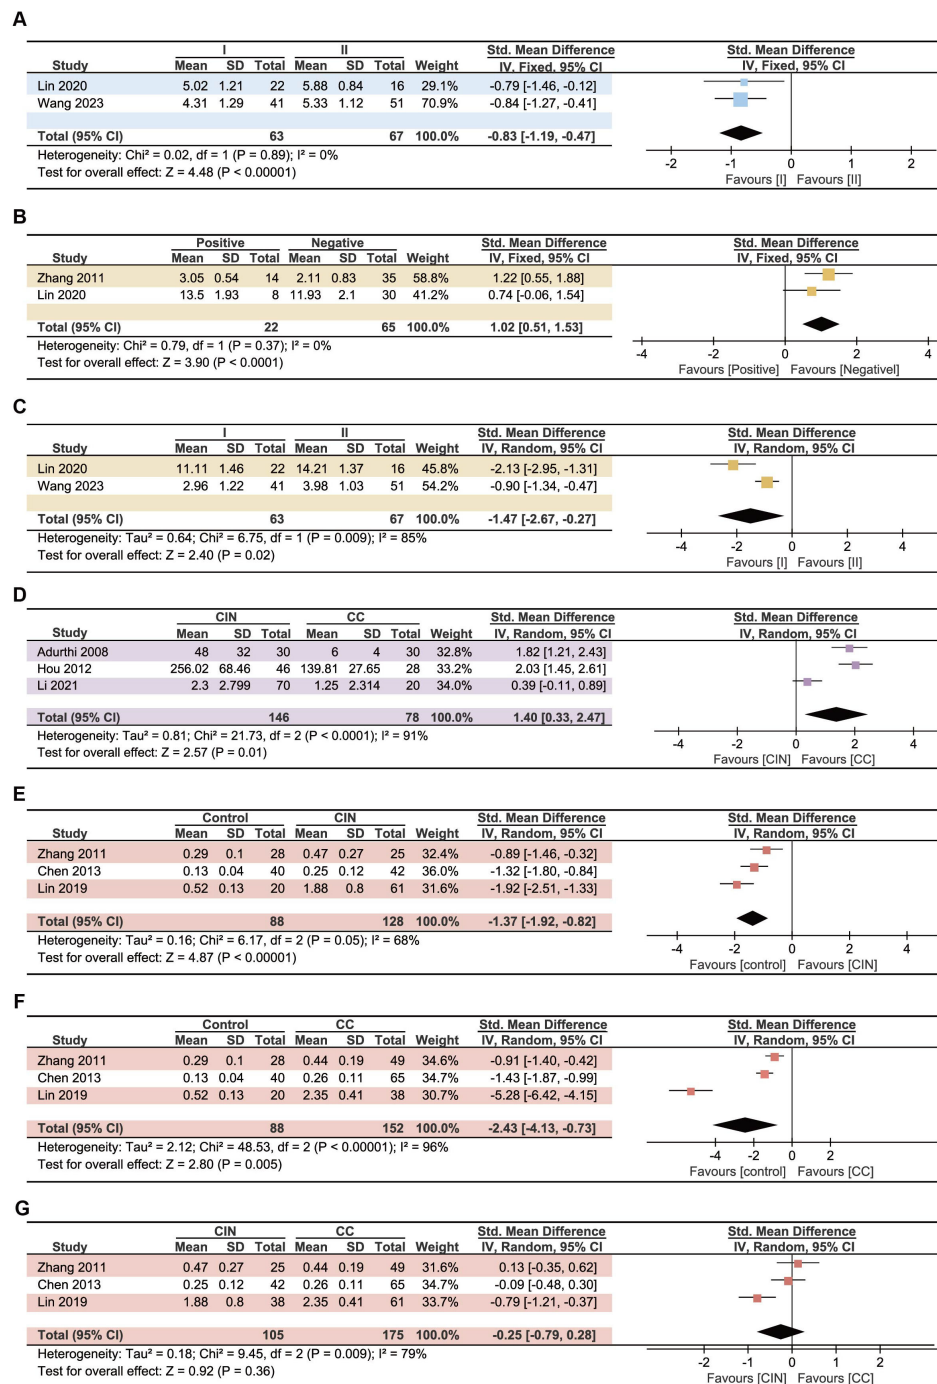 A
I II Std. Mean Difference Std. Mean Difference
Study Mean SD Total Mean SD Total Weight IV, Fixed, 95% CI IV, Fixed, 95% CI
Lin 2020 5.02 1.21 22 5.88 0.84 16 29.1% -0.79 [-1.46, -0.12]
Wang 2023 4.31 1.29 41 5.33 1.12 51 70.9% -0.84 [-1.27, -0.41]
Total (95% CI) 63 67 100.0% -0.83 [-1.19, -0.47]
Heterogeneity: Chi² = 0.02, df = 1 (P = 0.89); I² = 0%
Test for overall effect: Z = 4.48 (P < 0.00001)
-2 -1 0 1 2
Favours [I] Favours [II]
B
Positive Negative Std. Mean Difference Std. Mean Difference
Study Mean SD Total Mean SD Total Weight IV, Fixed, 95% CI IV, Fixed, 95% CI
Zhang 2011 3.05 0.54 14 2.11 0.83 35 58.8% 1.22 [0.55, 1.88]
Lin 2020 13.5 1.93 8 11.93 2.1 30 41.2% 0.74 [-0.06, 1.54]
Total (95% CI) 22 65 100.0% 1.02 [0.51, 1.53]
Heterogeneity: Chi² = 0.79, df = 1 (P = 0.37); I² = 0%
Test for overall effect: Z = 3.90 (P < 0.0001)
-4 -2 0 2 4
Favours [Positive] Favours [Negativel]
C
I II Std. Mean Difference Std. Mean Difference
Study Mean SD Total Mean SD Total Weight IV, Random, 95% CI IV, Random, 95% CI
Lin 2020 11.11 1.46 22 14.21 1.37 16 45.8% -2.13 [-2.95, -1.31]
Wang 2023 2.96 1.22 41 3.98 1.03 51 54.2% -0.90 [-1.34, -0.47]
Total (95% CI) 63 67 100.0% -1.47 [-2.67, -0.27]
Heterogeneity: Tau² = 0.64; Chi² = 6.75, df = 1 (P = 0.009); I² = 85%
Test for overall effect: Z = 2.40 (P = 0.02)
-4 -2 0 2 4
Favours [I] Favours [II]
D
CIN CC Std. Mean Difference Std. Mean Difference
Study Mean SD Total Mean SD Total Weight IV, Random, 95% CI IV, Random, 95% CI
Adurthi 2008 48 32 30 6 4 30 32.8% 1.82 [1.21, 2.43]
Hou 2012 256.02 68.46 46 139.81 27.65 28 33.2% 2.03 [1.45, 2.61]
Li 2021 2.3 2.799 70 1.25 2.314 20 34.0% 0.39 [-0.11, 0.89]
Total (95% CI) 146 78 100.0% 1.40 [0.33, 2.47]
Heterogeneity: Tau² = 0.81; Chi² = 21.73, df = 2 (P < 0.0001); I² = 91%
Test for overall effect: Z = 2.57 (P = 0.01)
-4 -2 0 2 4
Favours [CIN] Favours [CC]
E
Control CIN Std. Mean Difference Std. Mean Difference
Study Mean SD Total Mean SD Total Weight IV, Random, 95% CI IV, Random, 95% CI
Zhang 2011 0.29 0.1 28 0.47 0.27 25 32.4% -0.89 [-1.46, -0.32]
Chen 2013 0.13 0.04 40 0.25 0.12 42 36.0% -1.32 [-1.80, -0.84]
Lin 2019 0.52 0.13 20 1.88 0.8 61 31.6% -1.92 [-2.51, -1.33]
Total (95% CI) 88 128 100.0% -1.37 [-1.92, -0.82]
Heterogeneity: Tau² = 0.16; Chi² = 6.17, df = 2 (P = 0.05); I² = 68%
Test for overall effect: Z = 4.87 (P < 0.00001)
-4 -2 0 2 4
Favours [control] Favours [CIN]
F
Control CC Std. Mean Difference Std. Mean Difference
Study Mean SD Total Mean SD Total Weight IV, Random, 95% CI IV, Random, 95% CI
Zhang 2011 0.29 0.1 28 0.44 0.19 49 34.6% -0.91 [-1.40, -0.42]
Chen 2013 0.13 0.04 40 0.26 0.11 65 34.7% -1.43 [-1.87, -0.99]
Lin 2019 0.52 0.13 20 2.35 0.41 38 30.7% -5.28 [-6.42, -4.15]
Total (95% CI) 88 152 100.0% -2.43 [-4.13, -0.73]
Heterogeneity: Tau² = 2.12; Chi² = 48.53, df = 2 (P < 0.00001); I² = 96%
Test for overall effect: Z = 2.80 (P = 0.005)
-4 -2 0 2
Favours [control] Favours [CC]
G
CIN CC Std. Mean Difference Std. Mean Difference
Study Mean SD Total Mean SD Total Weight IV, Random, 95% CI IV, Random, 95% CI
Zhang 2011 0.47 0.27 25 0.44 0.19 49 31.6% 0.13 [-0.35, 0.62]
Chen 2013 0.25 0.12 42 0.26 0.11 65 34.7% -0.09 [-0.48, 0.30]
Lin 2019 1.88 0.8 38 2.35 0.41 61 33.7% -0.79 [-1.21, -0.37]
Total (95% CI) 105 175 100.0% -0.25 [-0.79, 0.28]
Heterogeneity: Tau² = 0.18; Chi² = 9.45, df = 2 (P = 0.009); I² = 79%
Test for overall effect: Z = 0.92 (P = 0.36)
-2 -1 0 1 2
Favours [CIN] Favours [CC]